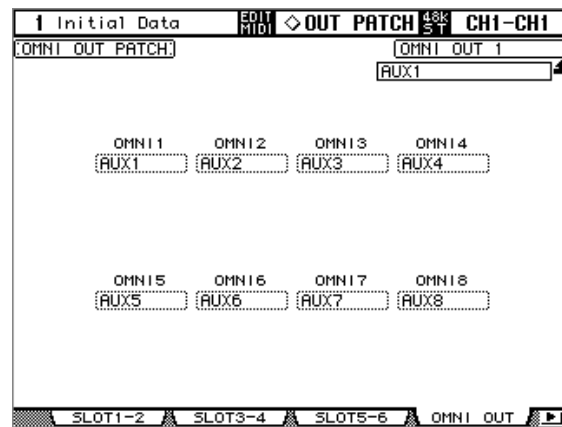 1 Initial Data EDIT MIDI ◇OUT PATCH 48k ST CH1-CH1
OMNI OUT PATCH OMNI OUT 1
AUX1
OMNI1 OMNI2 OMNI3 OMNI4
AUX1 AUX2 AUX3 AUX4
OMNI5 OMNI6 OMNI7 OMNI8
AUX5 AUX6 AUX7 AUX8
SLOT1-2 SLOT3-4 SLOT5-6 OMNI OUT